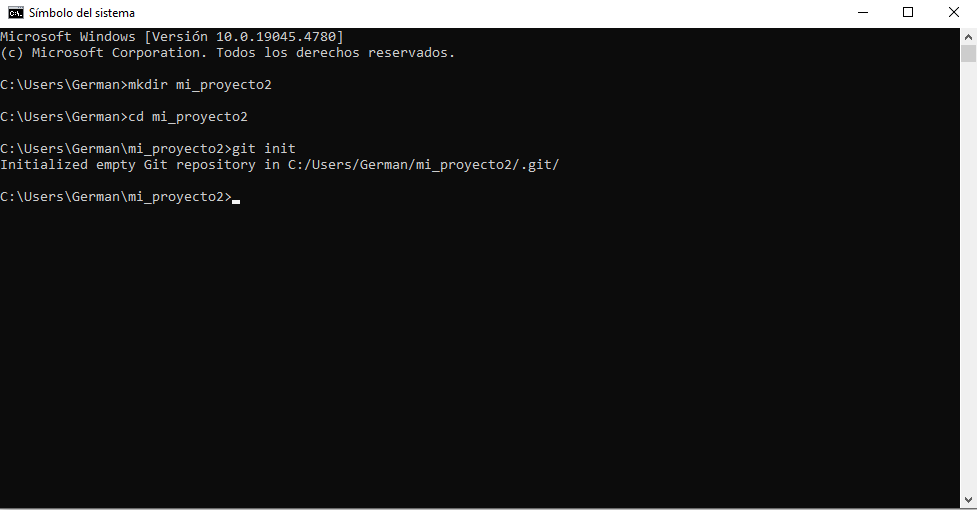 Símbolo del sistema
Microsoft Windows [Versión 10.0.19045.4780]
(c) Microsoft Corporation. Todos los derechos reservados.
C:\Users\German>mkdir mi_proyecto2
C:\Users\German>cd mi_proyecto2
C:\Users\German\mi_proyecto2>git init
Initialized empty Git repository in C:/Users/German/mi_proyecto2/.git/
C:\Users\German\mi_proyecto2>